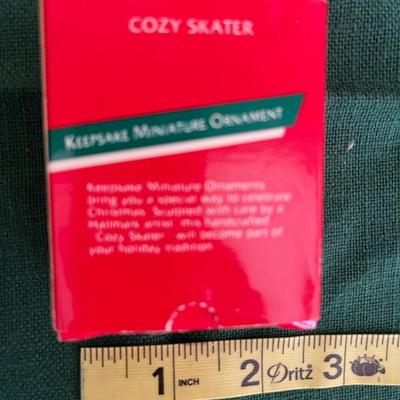 COZY SKATER
KEEPSAKE MINIATURE ORNAMENT
Keepsake Miniature Ornaments
bring you a special way to celebrate
Christmas. Sculpted with care by a
Hallmark artist, this handcrafted
"Cozy Skater" will become part of
your holiday tradition.
1 INCH 2 Dritz 3